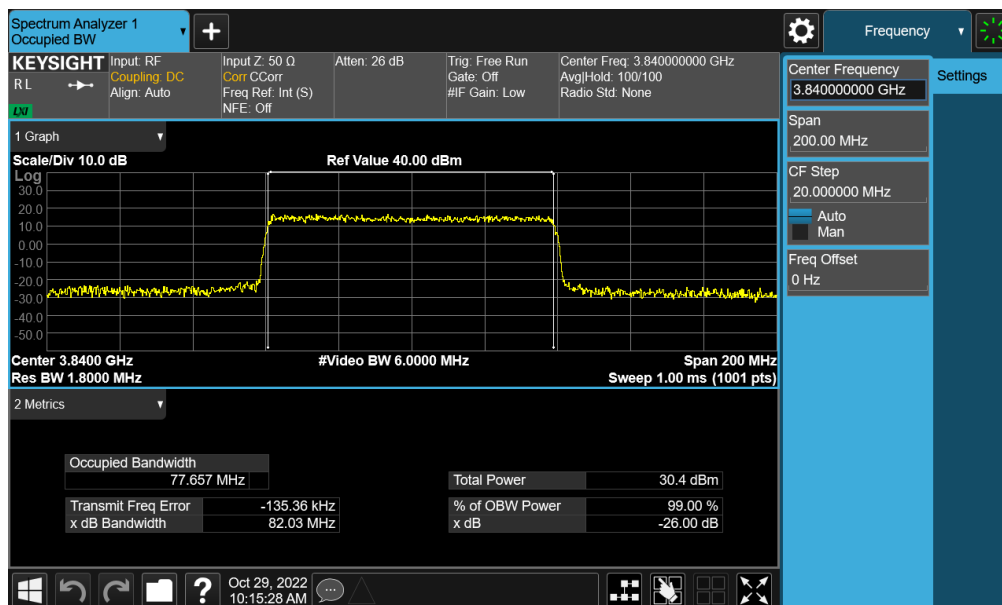 Spectrum Analyzer 1
Occupied BW
+
Frequency
KEYSIGHT
RL
LXI
Input: RF
Coupling: DC
Align: Auto
Input Z: 50 Ω
Corr CCorr
Freq Ref: Int (S)
NFE: Off
Atten: 26 dB
Trig: Free Run
Gate: Off
#IF Gain: Low
Center Freq: 3.840000000 GHz
Avg|Hold: 100/100
Radio Std: None
Center Frequency
3.840000000 GHz
Settings
Span
200.00 MHz
CF Step
20.000000 MHz
Auto
Man
Freq Offset
0 Hz
1 Graph
Scale/Div 10.0 dB
Ref Value 40.00 dBm
Log
30.0
20.0
10.0
0.00
-10.0
-20.0
-30.0
-40.0
-50.0
Center 3.8400 GHz
#Video BW 6.0000 MHz
Span 200 MHz
Res BW 1.8000 MHz
Sweep 1.00 ms (1001 pts)
2 Metrics
Occupied Bandwidth
77.657 MHz
Total Power 30.4 dBm
Transmit Freq Error -135.36 kHz
% of OBW Power 99.00 %
x dB Bandwidth 82.03 MHz
x dB -26.00 dB
?
Oct 29, 2022
10:15:28 AM